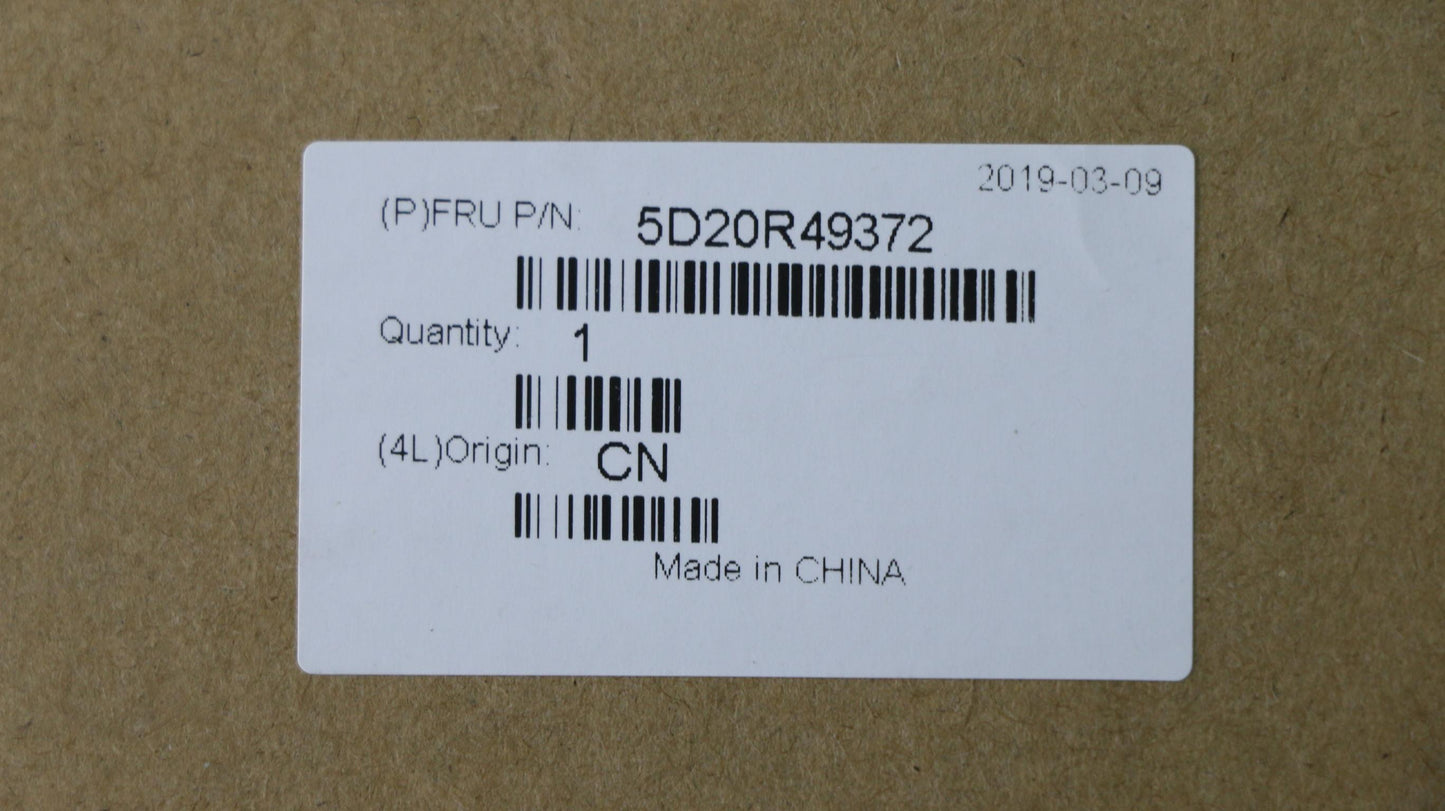 2019-03-09
(P)FRU P/N: 5D20R49372
Quantity: 1
(4L)Origin: CN
Made in CHINA